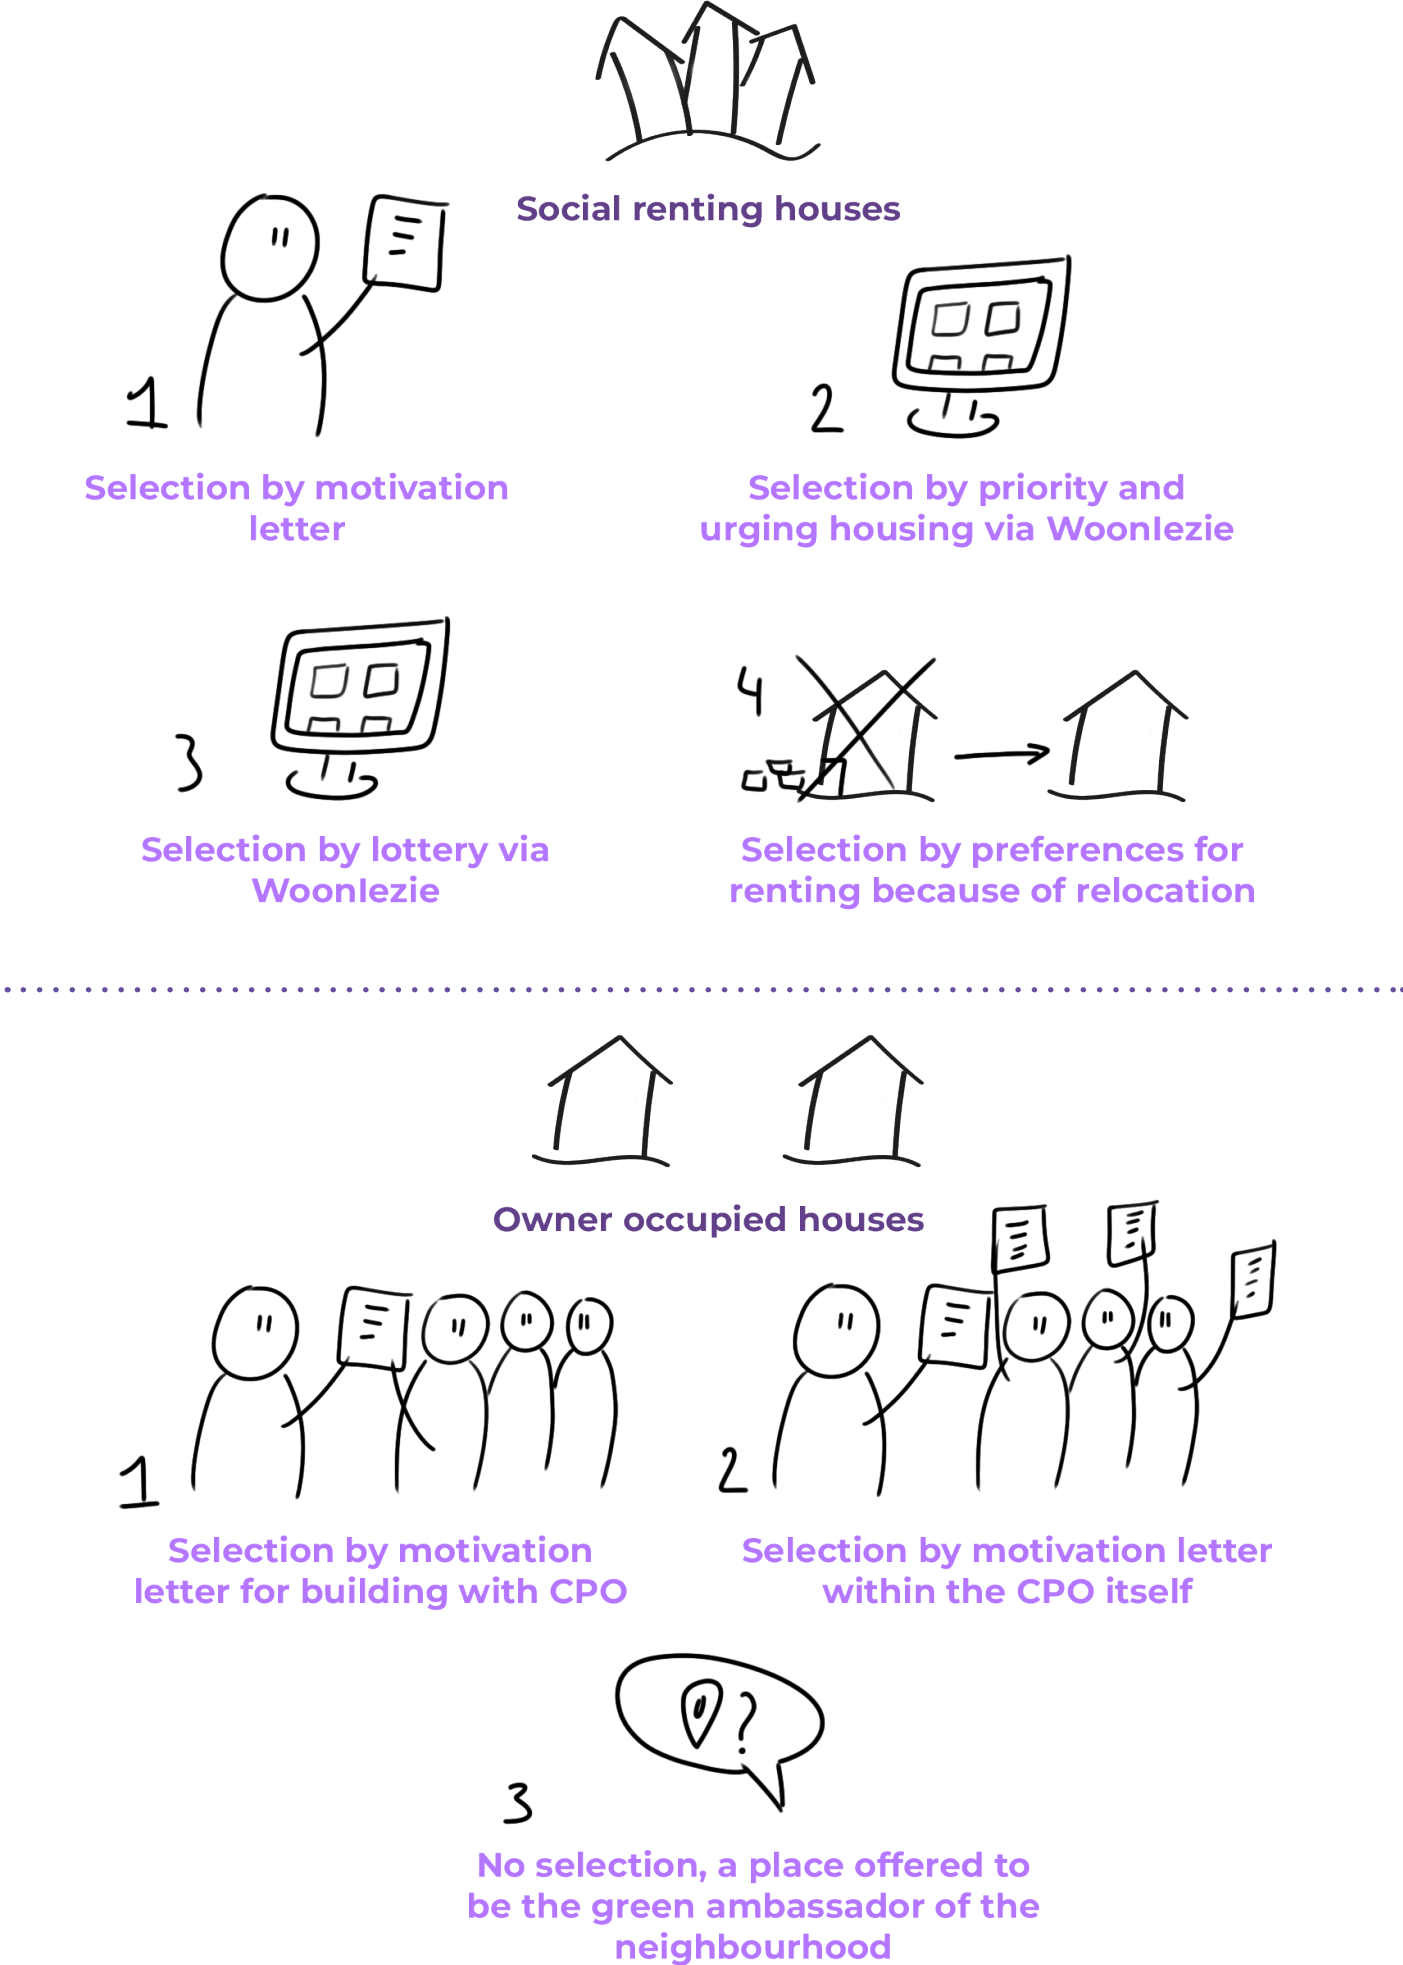 Social renting houses
1
Selection by motivation
letter
2
Selection by priority and
urging housing via WoonIezie
3
Selection by lottery via
WoonIezie
4
Selection by preferences for
renting because of relocation
Owner occupied houses
1
Selection by motivation
letter for building with CPO
2
Selection by motivation letter
within the CPO itself
?
3
No selection, a place offered to
be the green ambassador of the
neighbourhood